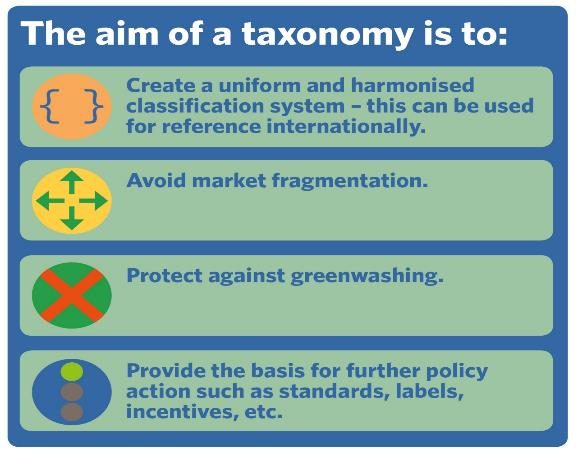 The aim of a taxonomy is to:
{ }
Create a uniform and harmonised
classification system – this can be used
for reference internationally.
Avoid market fragmentation.
Protect against greenwashing.
Provide the basis for further policy
action such as standards, labels,
incentives, etc.